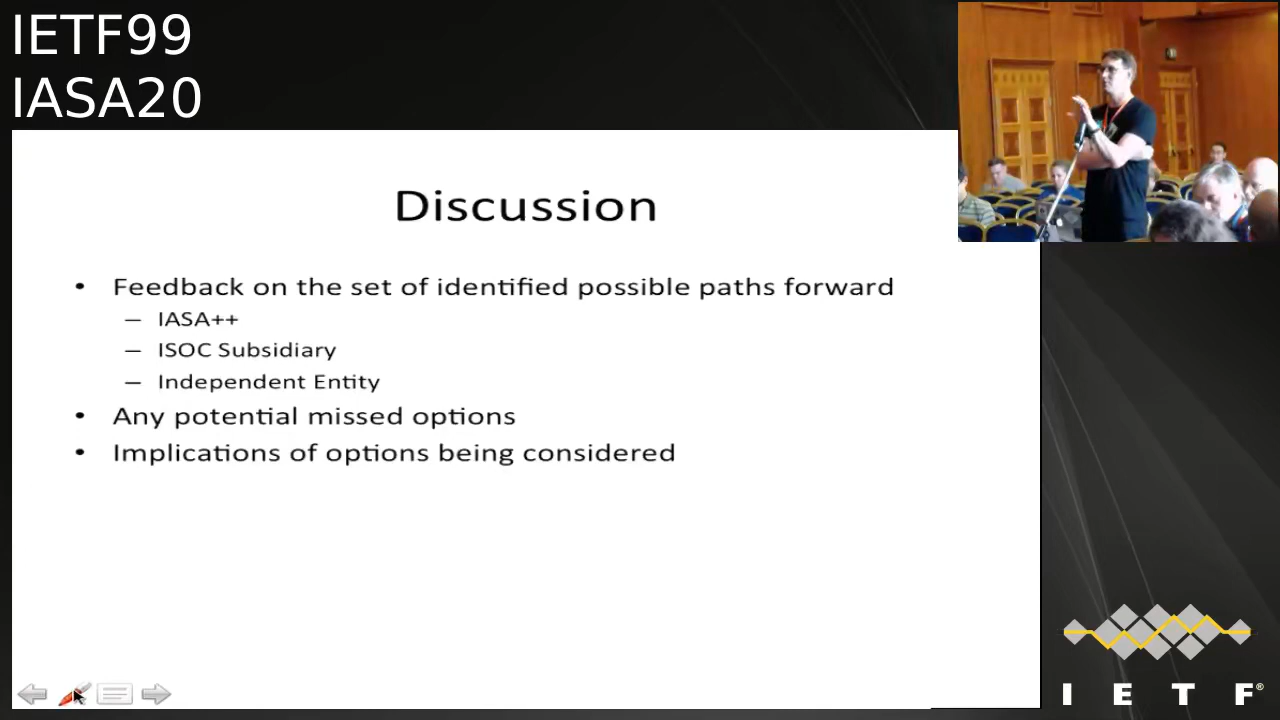 IETF99
IASA20
Discussion
• Feedback on the set of identified possible paths forward
– IASA++
– ISOC Subsidiary
– Independent Entity
• Any potential missed options
• Implications of options being considered
I E T F®